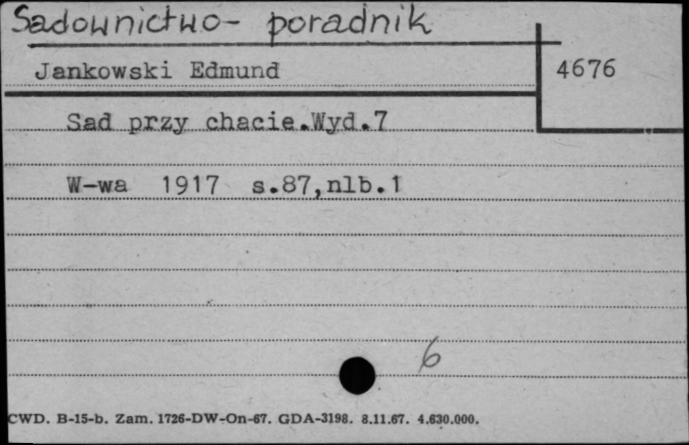 Sadownictwo- poradnik
Jankowski Edmund
4676
Sad przy chacie.Wyd.7
W-wa 1917 s.87,nlb.1
6
CWD. B-15-b. Zam. 1726-DW-On-67. GDA-3198. 8.11.67. 4.630.000.